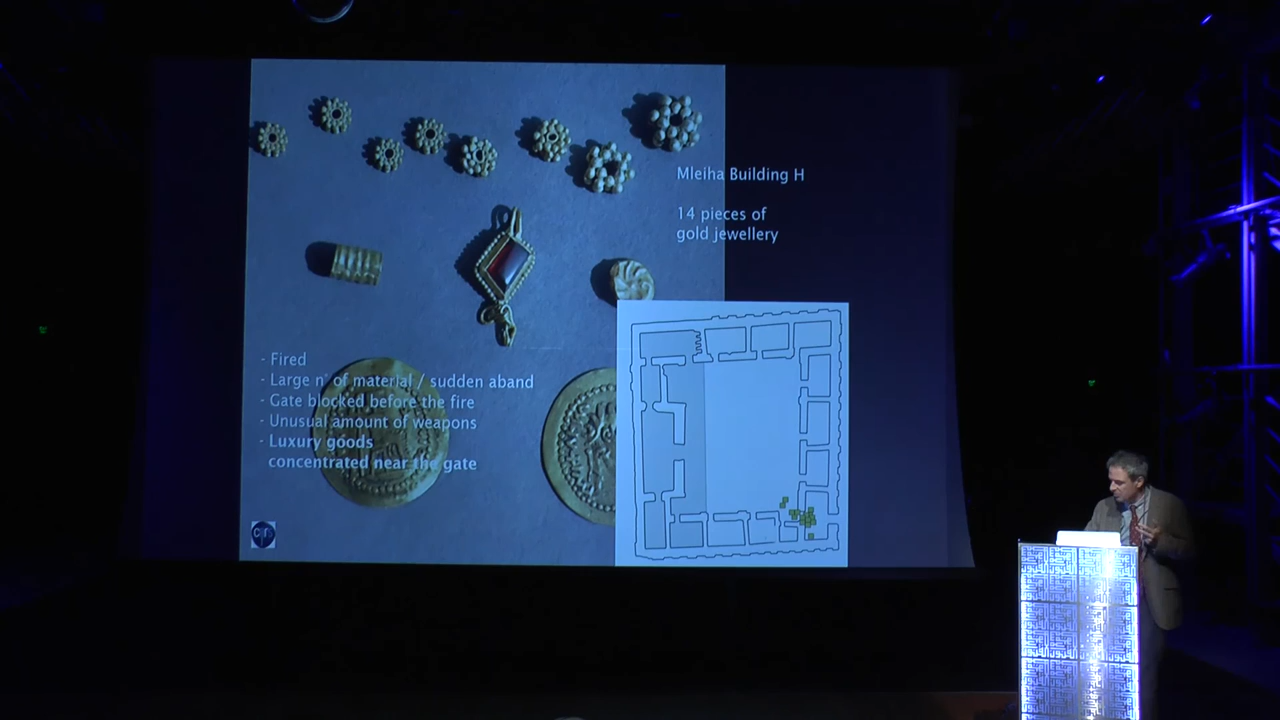 Mleiha Building H
14 pieces of
gold jewellery
- Fired
- Large n° of material / sudden aband
- Gate blocked before the fire
- Unusual amount of weapons
- Luxury goods
concentrated near the gate
cnrs